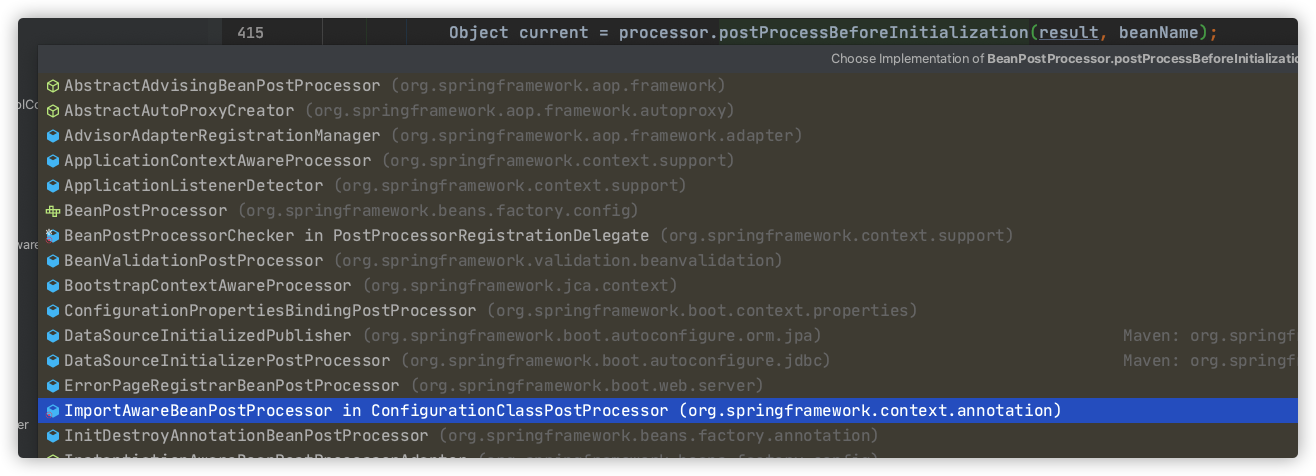 415 Object current = processor.postProcessBeforeInitialization(result, beanName);
Choose Implementation of BeanPostProcessor.postProcessBeforeInitializatio
AbstractAdvisingBeanPostProcessor (org.springframework.aop.framework)
olCo
AbstractAutoProxyCreator (org.springframework.aop.framework.autoproxy)
AdvisorAdapterRegistrationManager (org.springframework.aop.framework.adapter)
ApplicationContextAwareProcessor (org.springframework.context.support)
ApplicationListenerDetector (org.springframework.context.support)
BeanPostProcessor (org.springframework.beans.factory.config)
BeanPostProcessorChecker in PostProcessorRegistrationDelegate (org.springframework.context.support)
ware
BeanValidationPostProcessor (org.springframework.validation.beanvalidation)
BootstrapContextAwareProcessor (org.springframework.jca.context)
ConfigurationPropertiesBindingPostProcessor (org.springframework.boot.context.properties)
DataSourceInitializedPublisher (org.springframework.boot.autoconfigure.orm.jpa) Maven: org.springf
DataSourceInitializerPostProcessor (org.springframework.boot.autoconfigure.jdbc) Maven: org.springf
ErrorPageRegistrarBeanPostProcessor (org.springframework.boot.web.server)
ImportAwareBeanPostProcessor in ConfigurationClassPostProcessor (org.springframework.context.annotation)
er
InitDestroyAnnotationBeanPostProcessor (org.springframework.beans.factory.annotation)